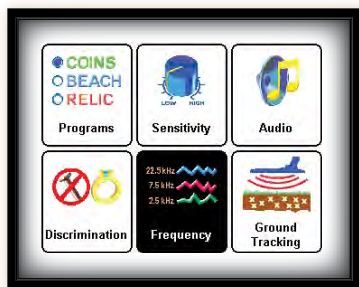 COINS
BEACH
RELIC
Programs
LOW HIGH
Sensitivity
Audio
Discrimination
22.5 kHz
7.5 kHz
2.5 kHz
Frequency
Ground
Tracking